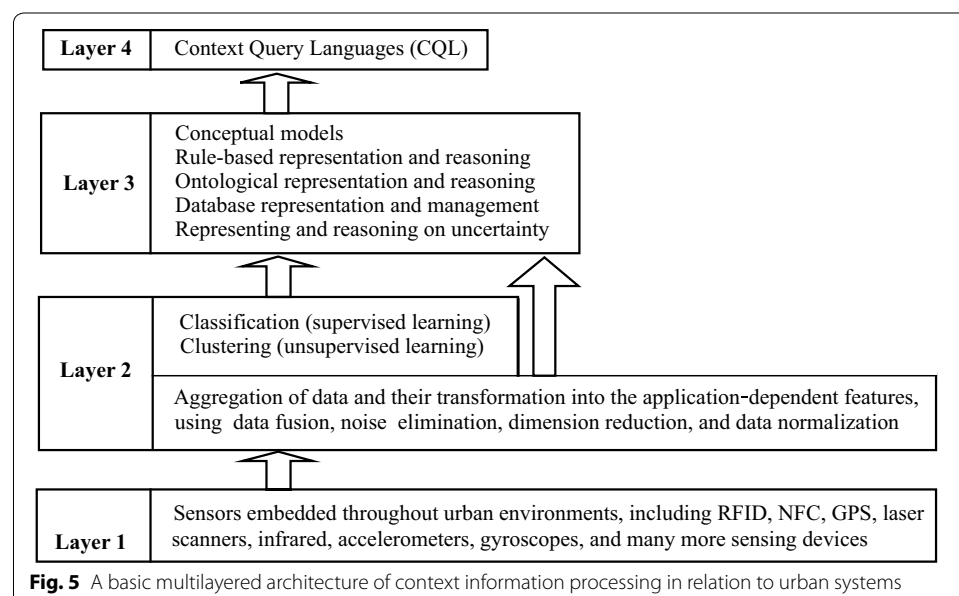 Layer 4
Context Query Languages (CQL)
Layer 3
Conceptual models
Rule-based representation and reasoning
Ontological representation and reasoning
Database representation and management
Representing and reasoning on uncertainty
Layer 2
Classification (supervised learning)
Clustering (unsupervised learning)
Aggregation of data and their transformation into the application-dependent features,
using data fusion, noise elimination, dimension reduction, and data normalization
Layer 1
Sensors embedded throughout urban environments, including RFID, NFC, GPS, laser
scanners, infrared, accelerometers, gyroscopes, and many more sensing devices
Fig. 5 A basic multilayered architecture of context information processing in relation to urban systems